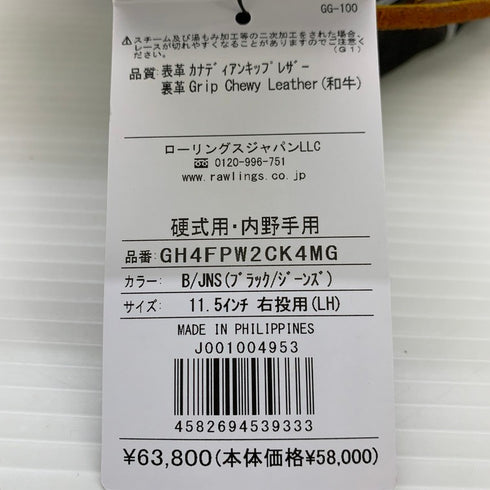 GG-100
⚠スチーム及び湯もみ加工等の二次加工をされた場合、
レースが切れやすくなることがありますのでご注意ください
(G1)
品質:表革 カナディアンキップレザー
裏革 Grip Chewy Leather(和牛)
ローリングスジャパンLLC
0120-996-751
www.rawlings.co.jp
硬式用・内野手用
品番: GH4FPW2CK4MG
カラー: B/JNS(ブラック/ジーンズ)
サイズ: 11.5インチ 右投用(LH)
MADE IN PHILIPPINES
J001004953
4582694539333
¥63,800(本体価格¥58,000)